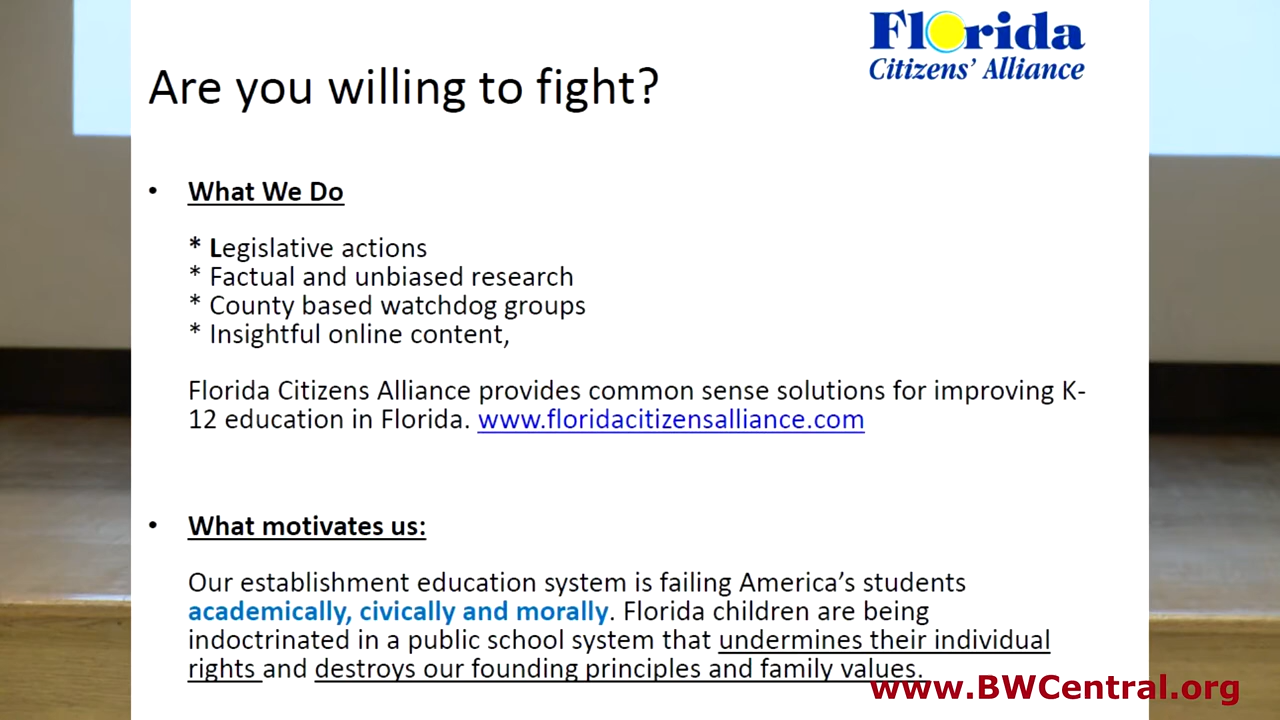 Florida
Citizens' Alliance
Are you willing to fight?
• What We Do
* Legislative actions
* Factual and unbiased research
* County based watchdog groups
* Insightful online content,
Florida Citizens Alliance provides common sense solutions for improving K-
12 education in Florida. www.floridacitizensalliance.com
• What motivates us:
Our establishment education system is failing America’s students
academically, civically and morally. Florida children are being
indoctrinated in a public school system that undermines their individual
rights and destroys our founding principles and family values.
www.BWCentral.org